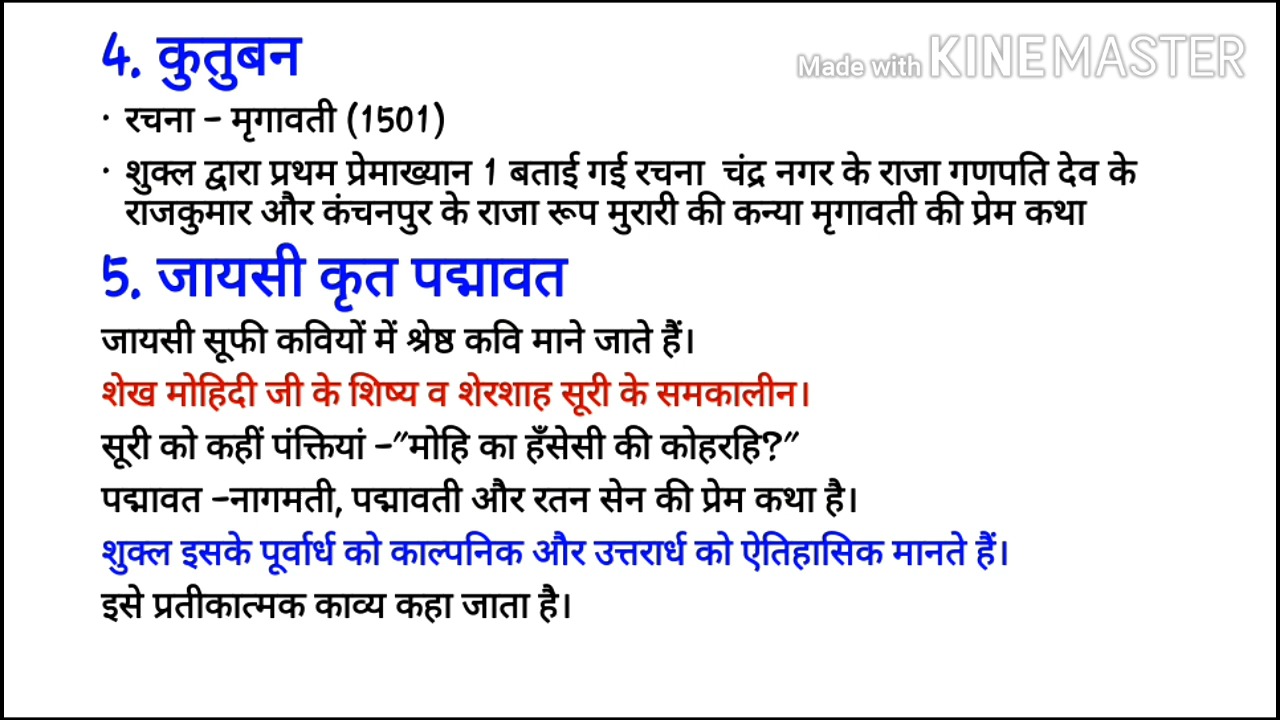 4. कुतुबन
Made with KINEMASTER
· रचना – मृगावती (1501)
· शुक्ल द्वारा प्रथम प्रेमाख्यान 1 बताई गई रचना चंद्र नगर के राजा गणपति देव के
राजकुमार और कंचनपुर के राजा रूप मुरारी की कन्या मृगावती की प्रेम कथा
5. जायसी कृत पद्मावत
जायसी सूफी कवियों में श्रेष्ठ कवि माने जाते हैं।
शेख मोहिदी जी के शिष्य व शेरशाह सूरी के समकालीन।
सूरी को कहीं पंक्तियां –"मोहि का हँसेसी की कोहरहि?"
पद्मावत –नागमती, पद्मावती और रतन सेन की प्रेम कथा है।
शुक्ल इसके पूर्वार्ध को काल्पनिक और उत्तरार्ध को ऐतिहासिक मानते हैं।
इसे प्रतीकात्मक काव्य कहा जाता है।